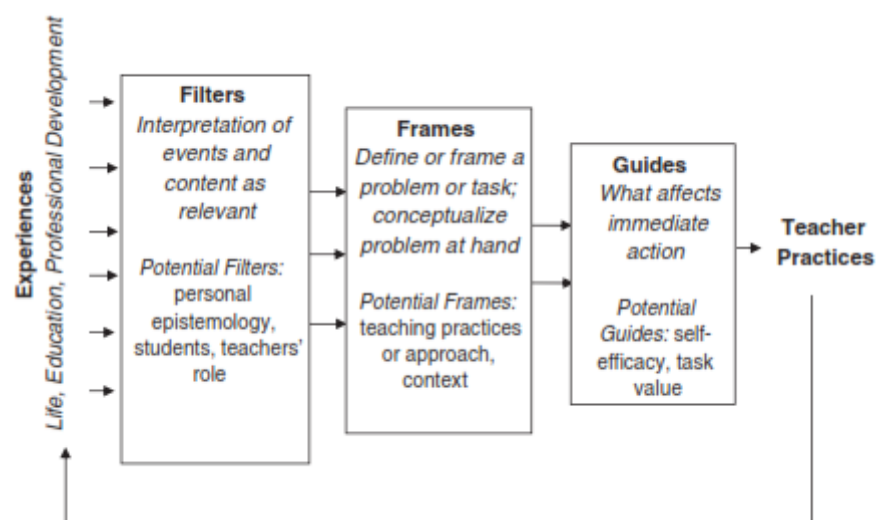 Experiences
Life, Education, Professional Development
Filters
Interpretation of
events and
content as
relevant
Potential Filters:
personal
epistemology,
students, teachers'
role
Frames
Define or frame a
problem or task;
conceptualize
problem at hand
Potential Frames:
teaching practices
or approach,
context
Guides
What affects
immediate
action
Potential
Guides: self-
efficacy, task
value
Teacher
Practices